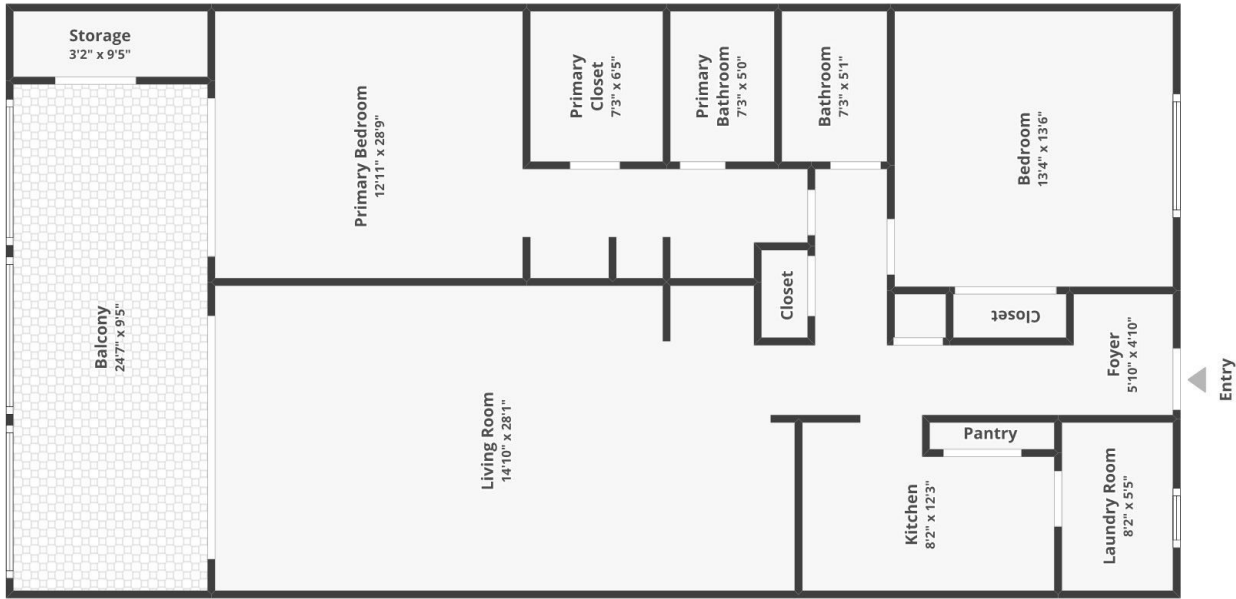 Storage
3'2" x 9'5"
Primary Bedroom
12'11" x 28'9"
Primary
Closet
7'3" x 6'5"
Primary
Bathroom
7'3" x 5'0"
Bathroom
7'3" x 5'1"
Bedroom
13'4" x 13'6"
Balcony
24'7" x 9'5"
Closet
Closet
Foyer
5'10" x 4'10"
Entry
Living Room
14'10" x 28'1"
Pantry
Kitchen
8'2" x 12'3"
Laundry Room
8'2" x 5'5"